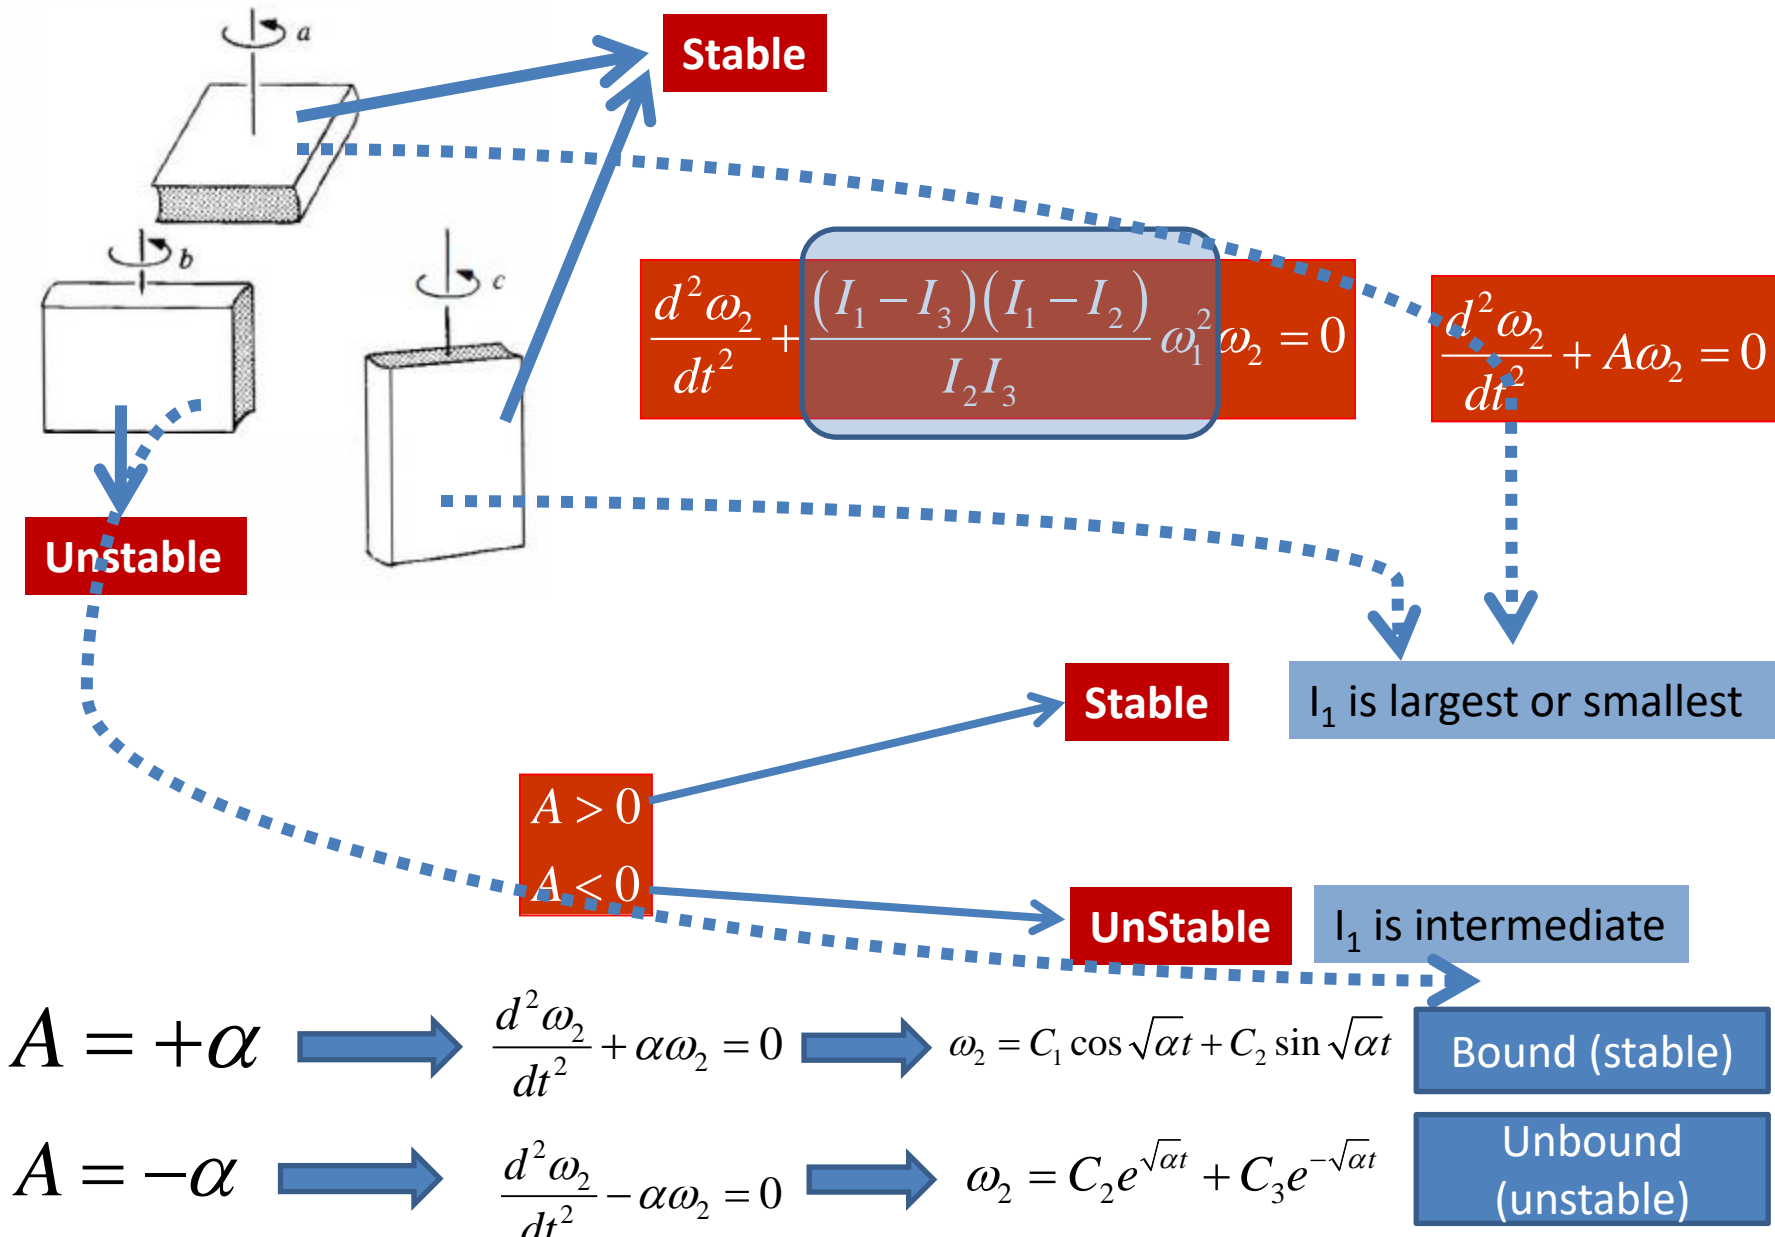 a
Stable
b
c
d²ω₂/dt² + (I₁ − I₃)(I₁ − I₂)/I₂I₃ ω₁²ω₂ = 0
d²ω₂/dt² + Aω₂ = 0
Unstable
Stable
I₁ is largest or smallest
A > 0
A < 0
UnStable
I₁ is intermediate
A = +α
d²ω₂/dt² + αω₂ = 0
ω₂ = C₁ cos √αt + C₂ sin √αt
Bound (stable)
A = −α
d²ω₂/dt² − αω₂ = 0
ω₂ = C₂e^{√αt} + C₃e^{−√αt}
Unbound
(unstable)